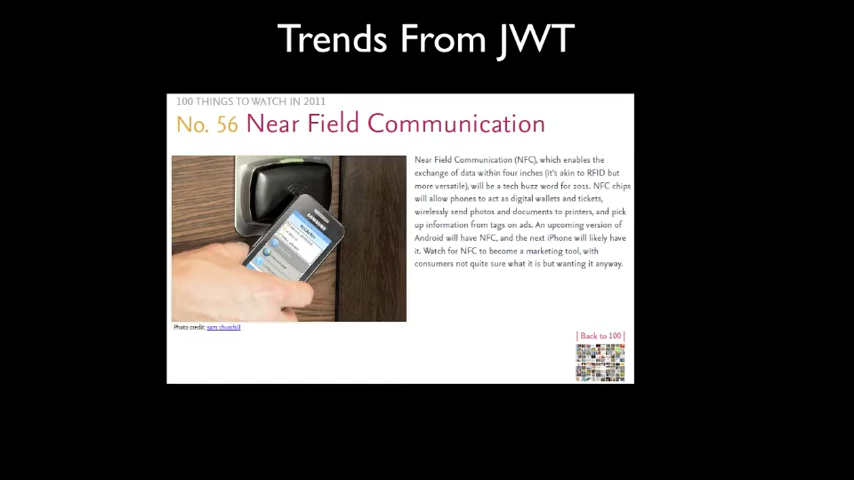 Trends From JWT
100 THINGS TO WATCH IN 2011
No. 56 Near Field Communication
Near Field Communication (NFC), which enables the
exchange of data within four inches (it's akin to RFID but
more versatile), will be a tech buzz word for 2011. NFC chips
will allow phones to act as digital wallets and tickets,
wirelessly send photos and documents to printers, and pick
up information from tags on ads. An upcoming version of
Android will have NFC, and the next iPhone will likely have
it. Watch for NFC to become a marketing tool, with
consumers not quite sure what it is but wanting it anyway.
SAMSUNG
Photo credit: sam churchill
| Back to 100 |